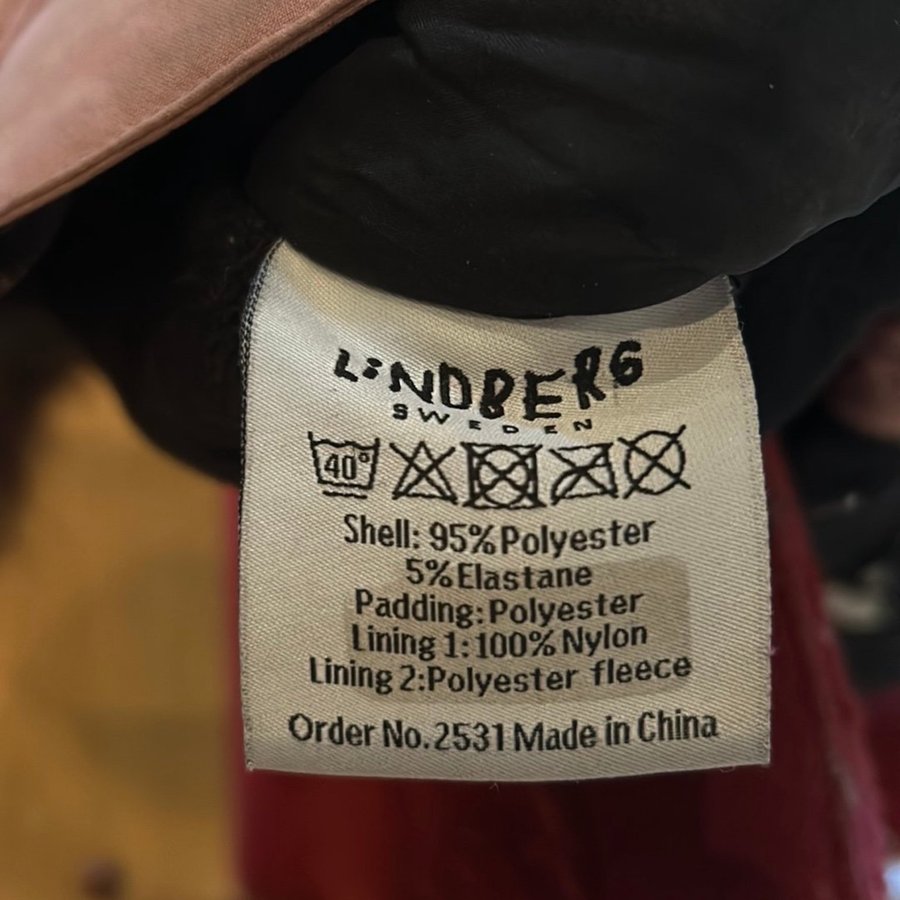 LINDBERG
SWEDEN
40°
Shell: 95% Polyester
5% Elastane
Padding: Polyester
Lining 1: 100% Nylon
Lining 2: Polyester fleece
Order No. 2531 Made in China